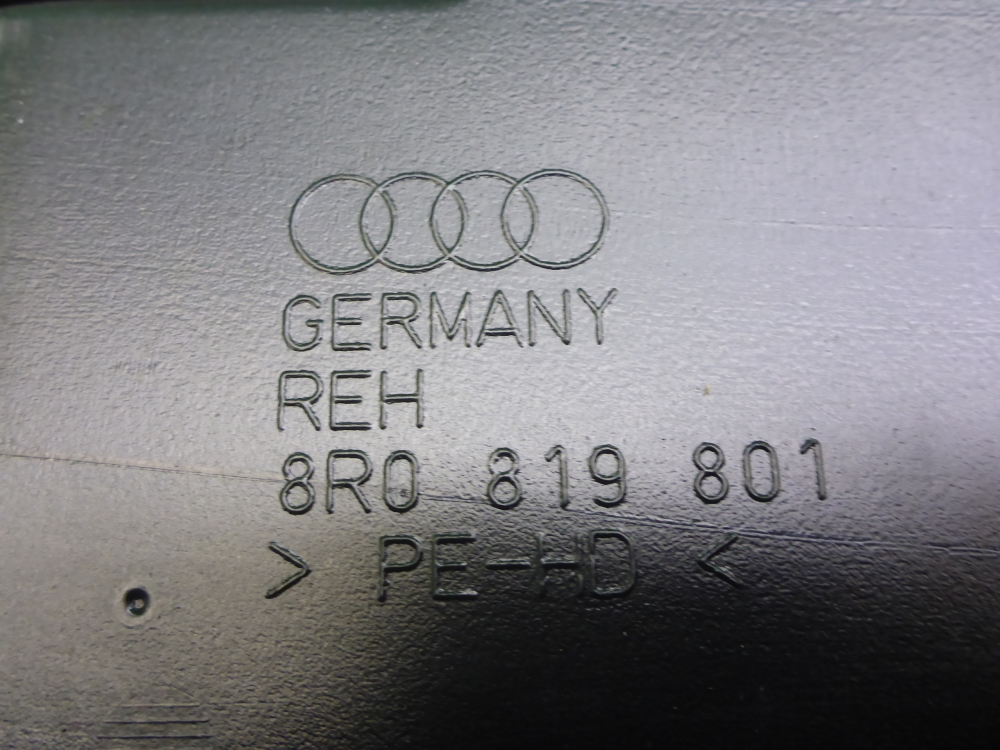 GERMANY
REH
8R0 819 801
> PE-HD <